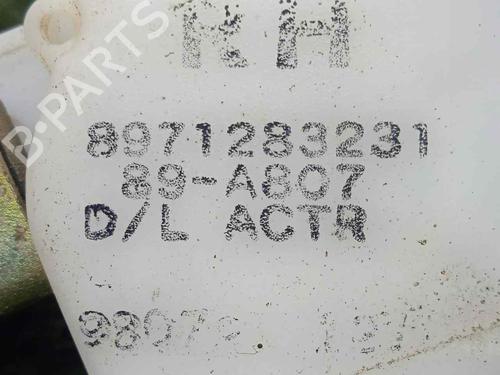 RH
B-PARTS
8971283231
89-A807
D/L ACTR